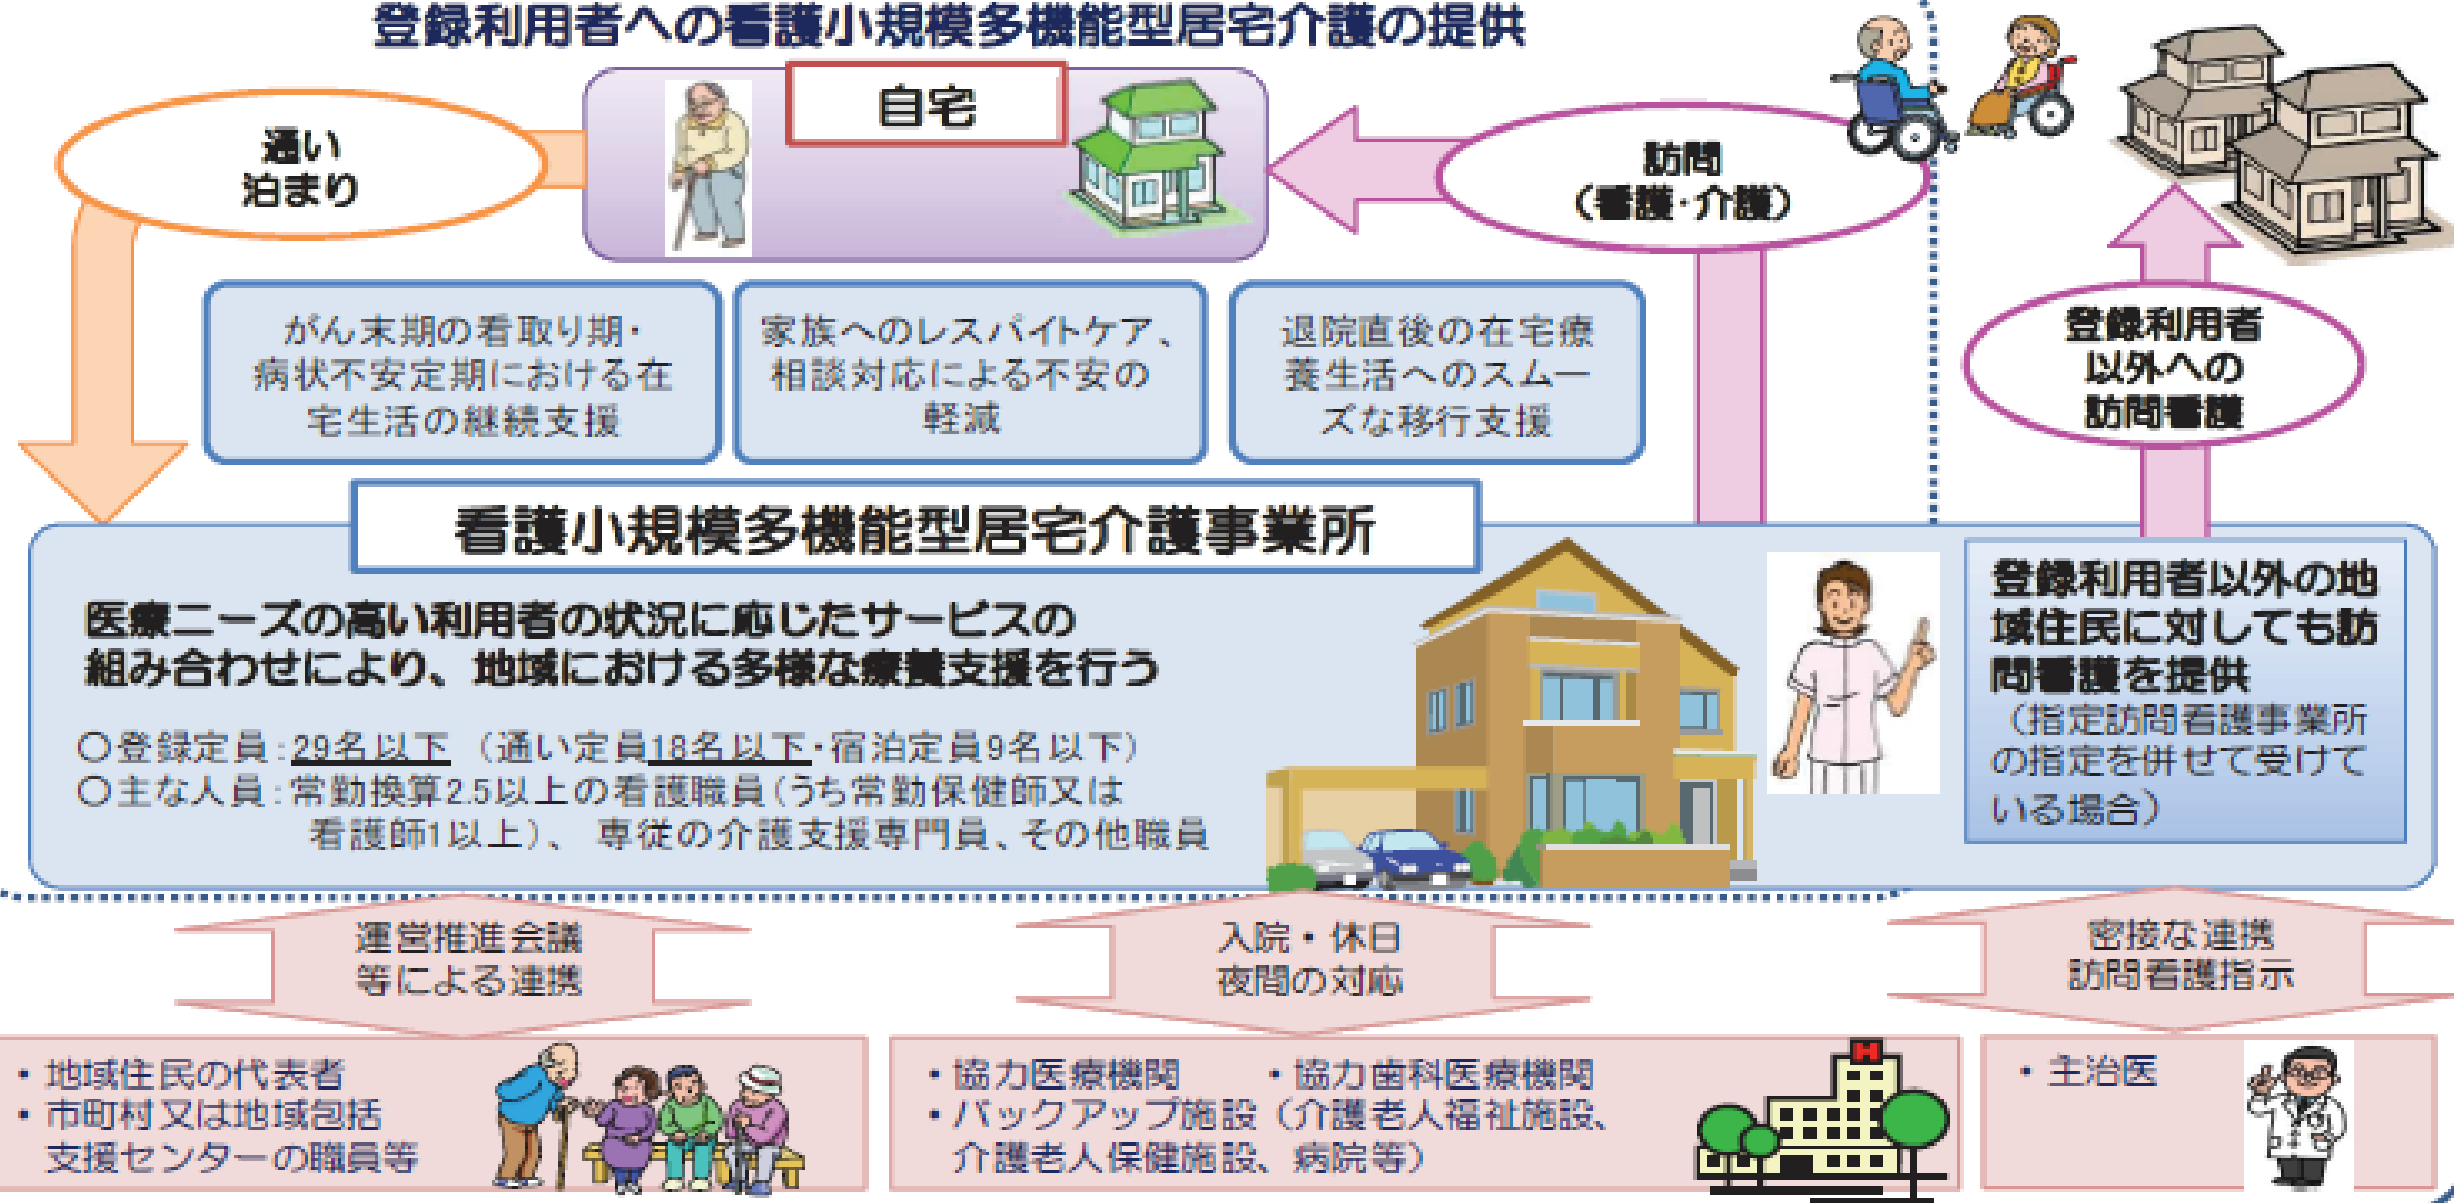 登録利用者への看護小規模多機能型居宅介護の提供
自宅
通い
泊まり
訪問
（看護・介護）
がん末期の看取り期・
病状不安定期における在
宅生活の継続支援
家族へのレスパイトケア、
相談対応による不安の
軽減
退院直後の在宅療
養生活へのスムー
ズな移行支援
登録利用者
以外への
訪問看護
看護小規模多機能型居宅介護事業所
医療ニーズの高い利用者の状況に応じたサービスの
組み合わせにより、地域における多様な療養支援を行う
○登録定員：29名以下（通い定員18名以下・宿泊定員9名以下）
○主な人員：常勤換算2.5以上の看護職員（うち常勤保健師又は
看護師1以上）、専従の介護支援専門員、その他職員
登録利用者以外の地
域住民に対しても訪
問看護を提供
（指定訪問看護事業所
の指定を併せて受けて
いる場合）
運営推進会議
等による連携
入院・休日
夜間の対応
密接な連携
訪問看護指示
・地域住民の代表者
・市町村又は地域包括
支援センターの職員等
・協力医療機関　・協力歯科医療機関
・バックアップ施設（介護老人福祉施設、
介護老人保健施設、病院等）
H
・主治医